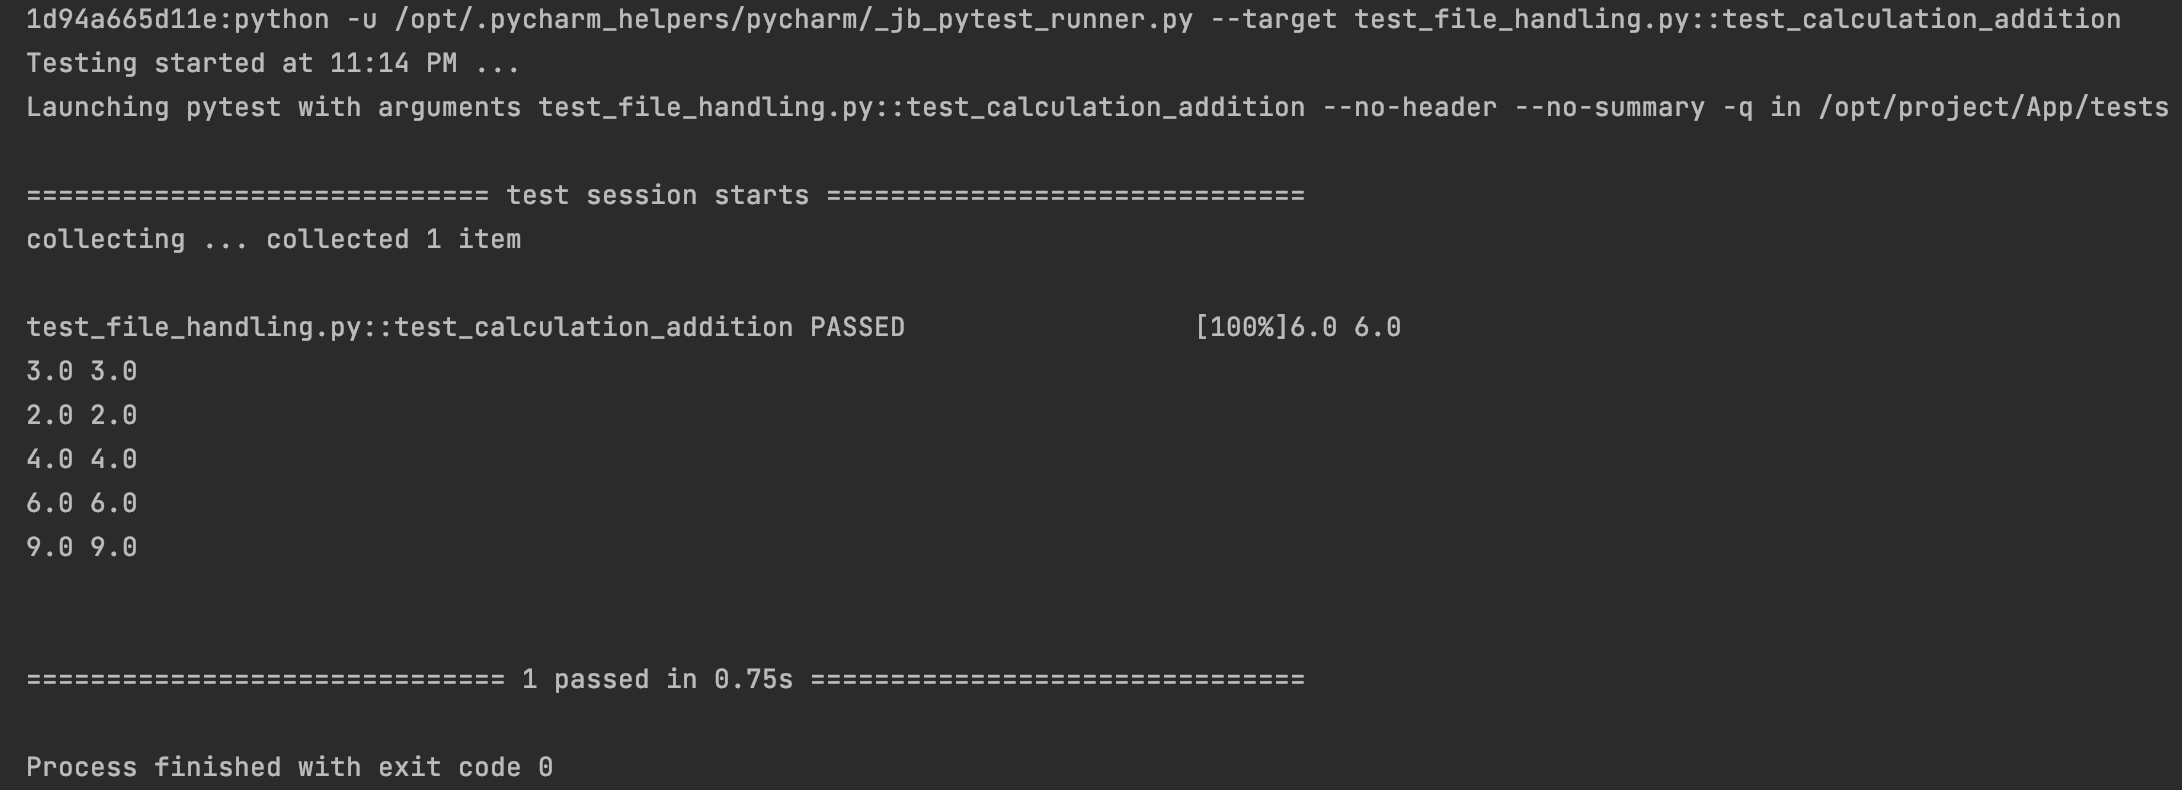 1d94a665d11e:python -u /opt/.pycharm_helpers/pycharm/_jb_pytest_runner.py --target test_file_handling.py::test_calculation_addition
Testing started at 11:14 PM ...
Launching pytest with arguments test_file_handling.py::test_calculation_addition --no-header --no-summary -q in /opt/project/App/tests
============================= test session starts ==============================
collecting ... collected 1 item
test_file_handling.py::test_calculation_addition PASSED                  [100%]6.0 6.0
3.0 3.0
2.0 2.0
4.0 4.0
6.0 6.0
9.0 9.0
============================== 1 passed in 0.75s ===============================
Process finished with exit code 0